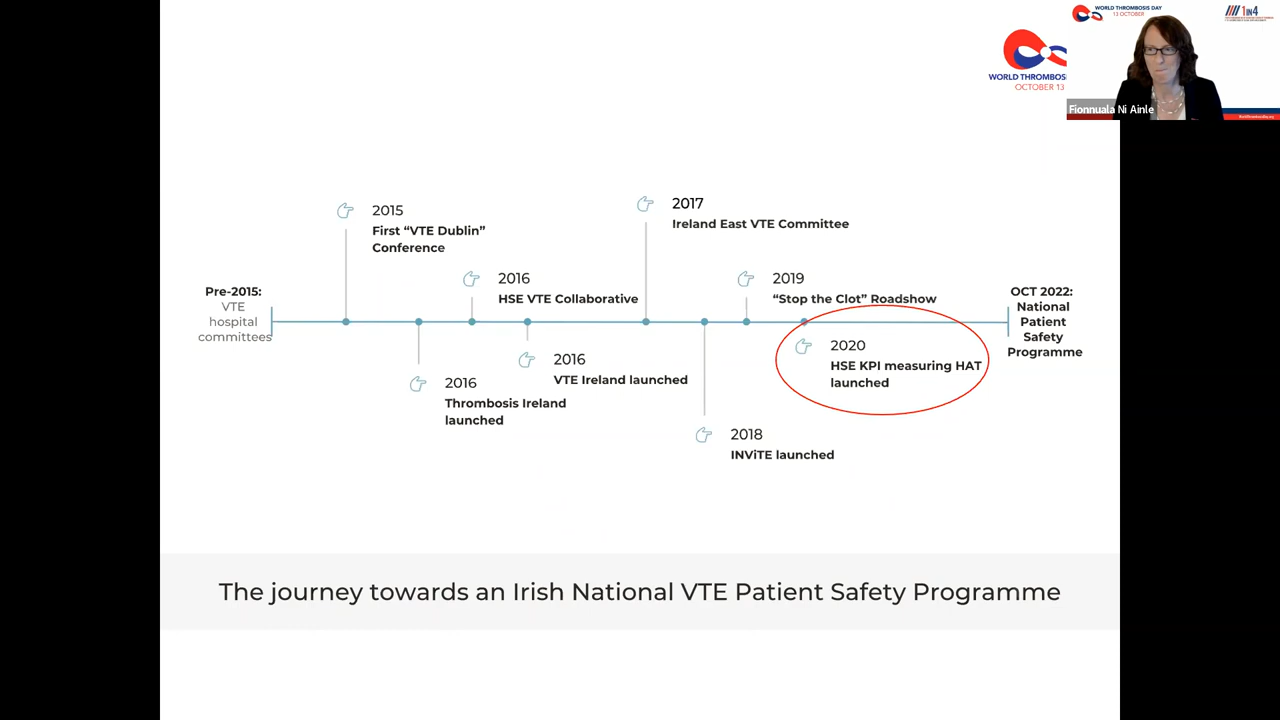 WORLD THROMBOSIS DAY
13 OCTOBER
1 IN 4
WORLD THROMBOS
OCTOBER 13
Fionnuala Ni Ainle
2015
First “VTE Dublin”
Conference
2017
Ireland East VTE Committee
2016
HSE VTE Collaborative
2019
“Stop the Clot” Roadshow
Pre-2015:
VTE
hospital
committees
OCT 2022:
National
Patient
Safety
Programme
2016
VTE Ireland launched
2020
HSE KPI measuring HAT
launched
2016
Thrombosis Ireland
launched
2018
INViTE launched
The journey towards an Irish National VTE Patient Safety Programme